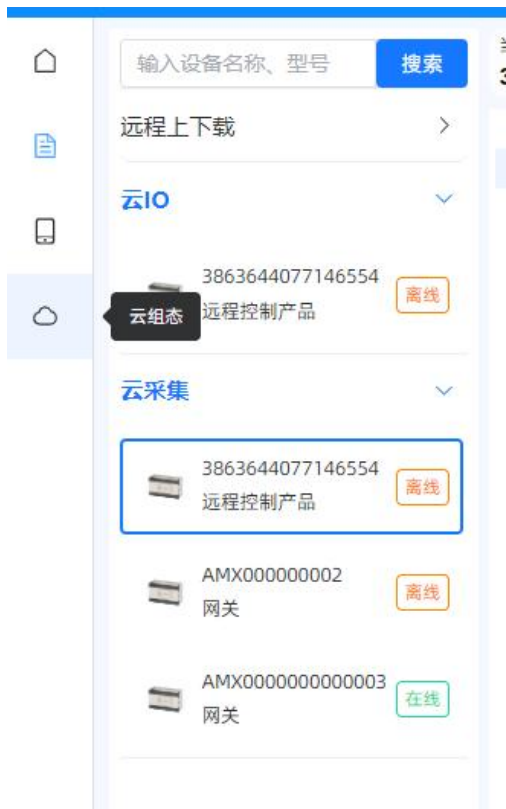 输入设备名称、型号
搜索
远程上下载
云IO
3863644077146554
远程控制产品
离线
云组态
云采集
3863644077146554
远程控制产品
离线
AMX000000002
网关
离线
AMX0000000000003
网关
在线